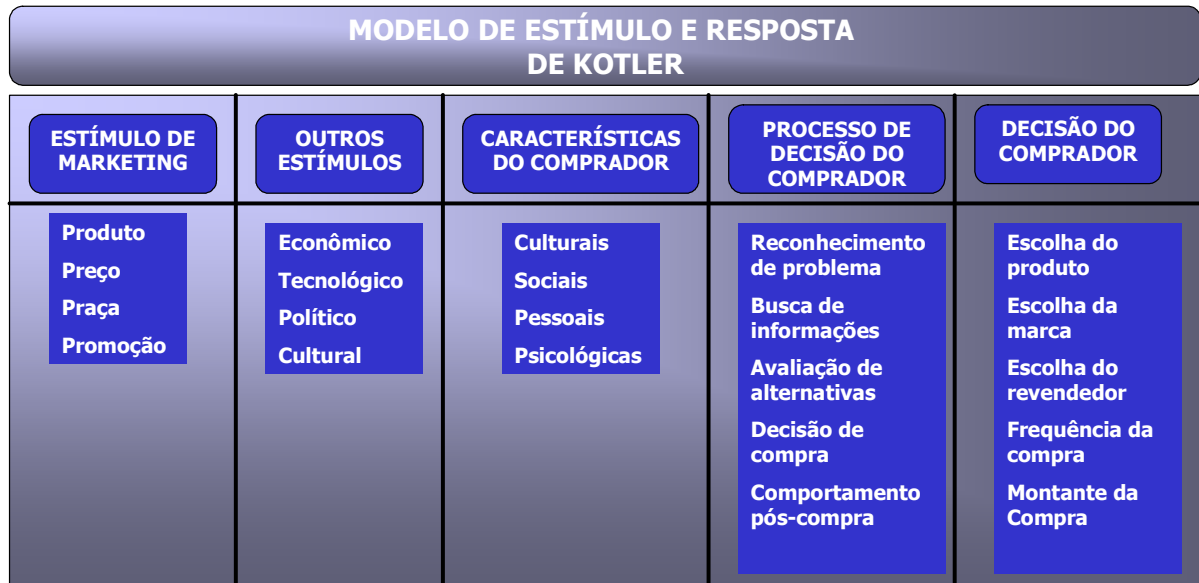 MODELO DE ESTÍMULO E RESPOSTA
DE KOTLER
ESTÍMULO DE
MARKETING
Produto
Preço
Praça
Promoção
OUTROS
ESTÍMULOS
Econômico
Tecnológico
Político
Cultural
CARACTERÍSTICAS
DO COMPRADOR
Culturais
Sociais
Pessoais
Psicológicas
PROCESSO DE
DECISÃO DO
COMPRADOR
Reconhecimento
de problema
Busca de
informações
Avaliação de
alternativas
Decisão de
compra
Comportamento
pós-compra
DECISÃO DO
COMPRADOR
Escolha do
produto
Escolha da
marca
Escolha do
revendedor
Frequência da
compra
Montante da
Compra